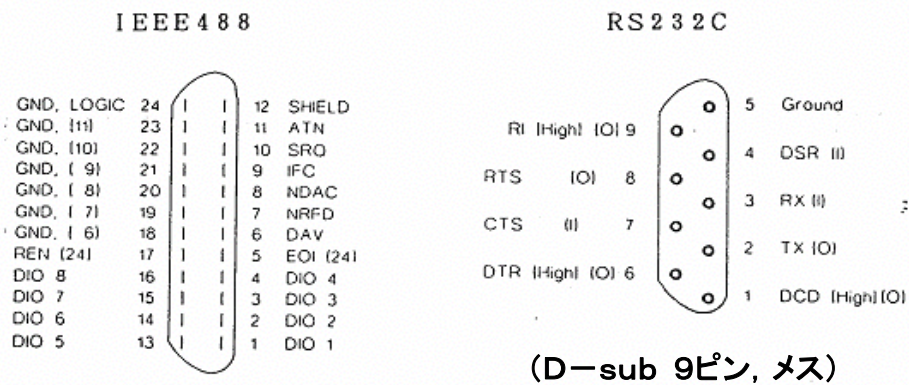 IEEE488
GND, LOGIC 24 12 SHIELD
GND, (11) 23 11 ATN
GND, (10) 22 10 SRQ
GND, ( 9) 21 9 IFC
GND, ( 8) 20 8 NDAC
GND, ( 7) 19 7 NRFD
GND, ( 6) 18 6 DAV
REN (24) 17 5 EOI (24)
DIO 8 16 4 DIO 4
DIO 7 15 3 DIO 3
DIO 6 14 2 DIO 2
DIO 5 13 1 DIO 1
RS232C
5 Ground
RI (High) (O) 9
4 DSR (I)
RTS (O) 8
3 RX (I)
CTS (I) 7
2 TX (O)
DTR (High) (O) 6
1 DCD (High) (O)
(D-sub 9ピン, メス)